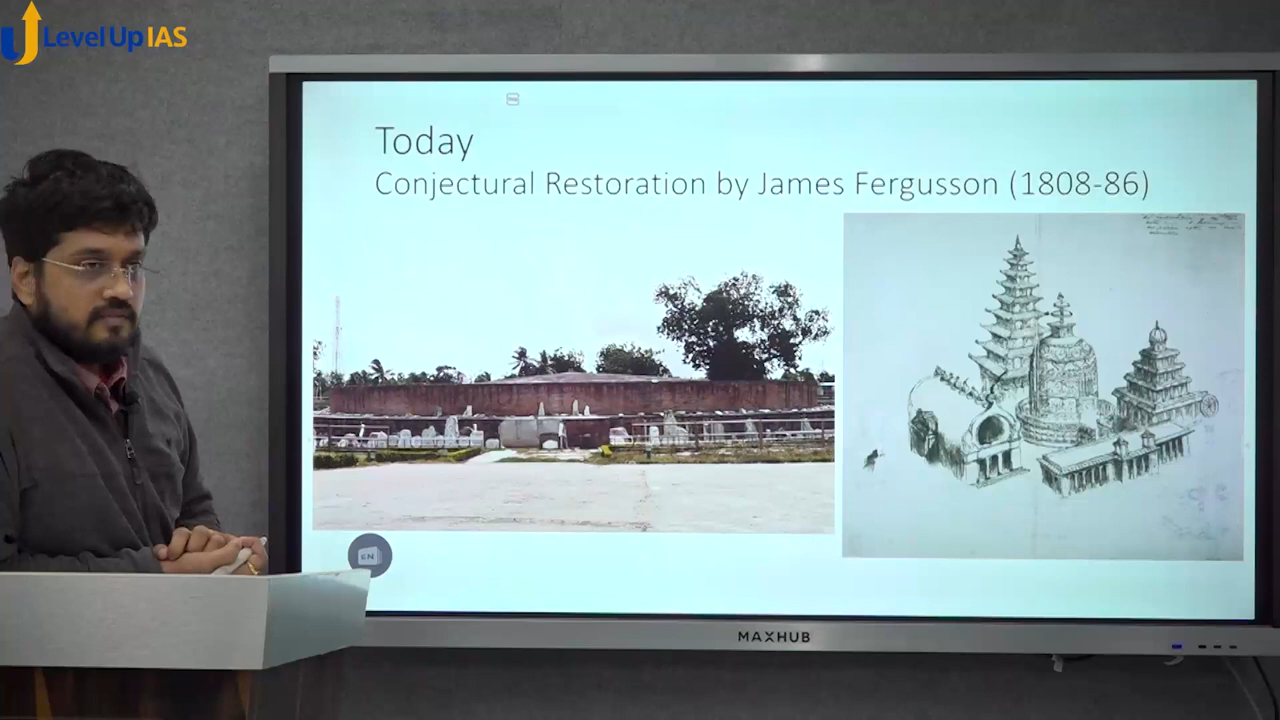 Level Up IAS
Today
Conjectural Restoration by James Fergusson (1808-86)
EN
MAXHUB